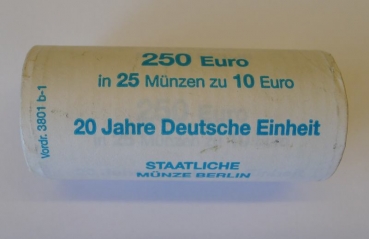 250 Euro
in 25 Münzen zu 10 Euro
20 Jahre Deutsche Einheit
STAATLICHE
MÜNZE BERLIN
Vordr. 3801 b-1